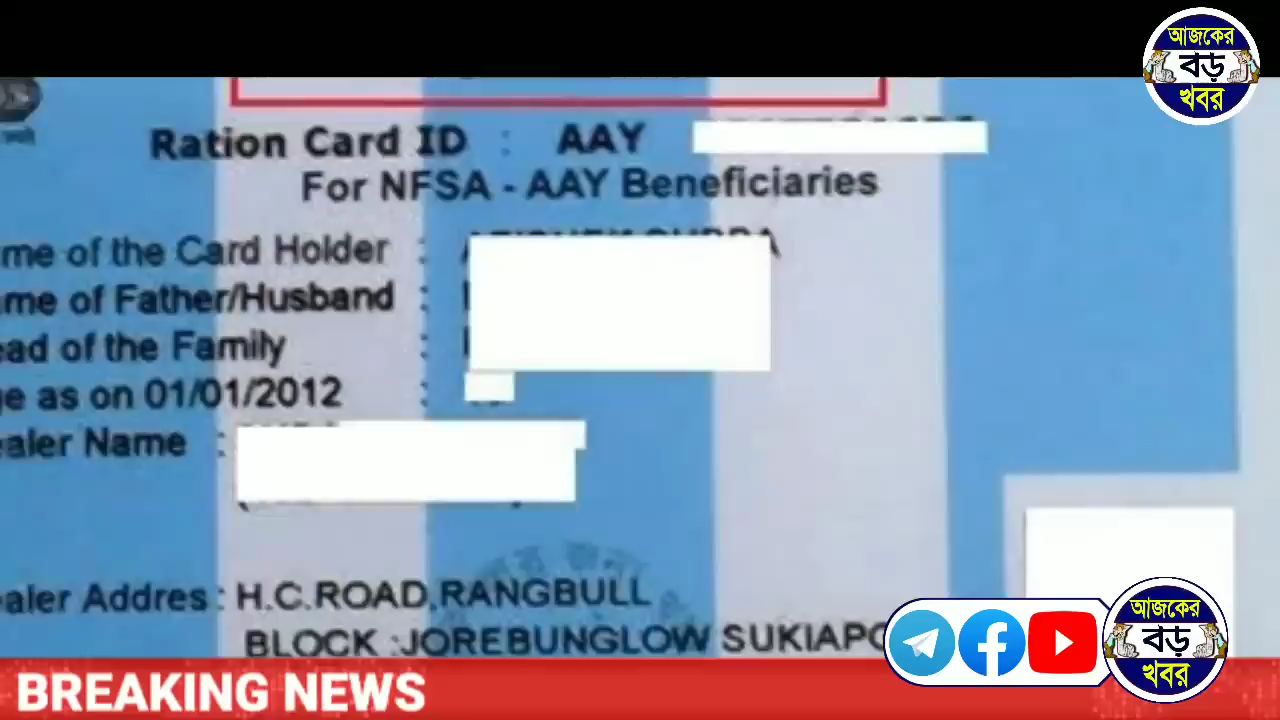 আজকের
বড়
খবর
Ration Card ID : AAY
For NFSA - AAY Beneficiaries
me of the Card Holder :
me of Father/Husband :
ead of the Family :
ge as on 01/01/2012 :
ealer Name :
ealer Addres : H.C.ROAD,RANGBULL
BLOCK :JOREBUNGLOW SUKIAPO
আজকের
বড়
খবর
BREAKING NEWS